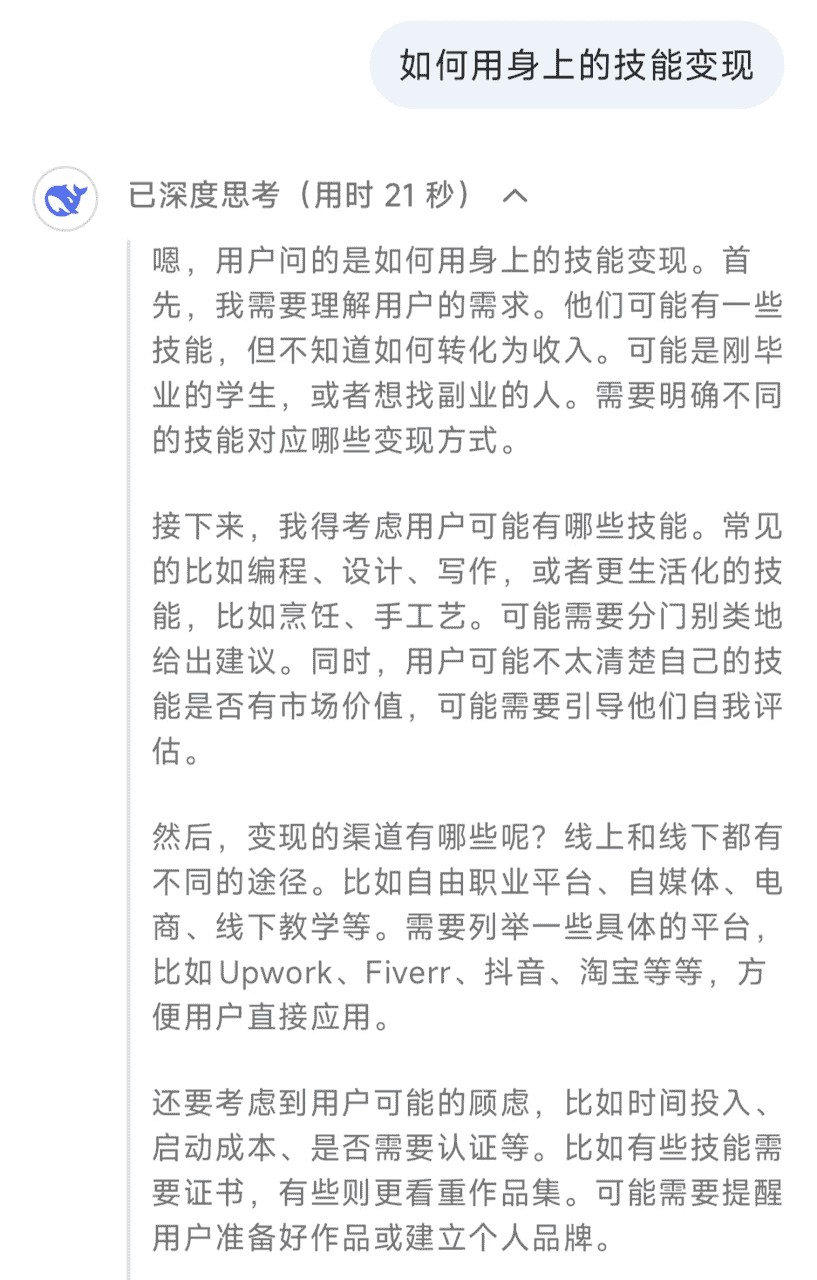 如何用身上的技能变现
已深度思考（用时 21 秒）
嗯，用户问的是如何用身上的技能变现。首
先，我需要理解用户的需求。他们可能有一些
技能，但不知道如何转化为收入。可能是刚毕
业的学生，或者想找副业的人。需要明确不同
的技能对应哪些变现方式。
接下来，我得考虑用户可能有哪些技能。常见
的比如编程、设计、写作，或者更生活化的技
能，比如烹饪、手工艺。可能需要分门别类地
给出建议。同时，用户可能不太清楚自己的技
能是否有市场价值，可能需要引导他们自我评
估。
然后，变现的渠道有哪些呢？线上和线下都有
不同的途径。比如自由职业平台、自媒体、电
商、线下教学等。需要列举一些具体的平台，
比如Upwork、Fiverr、抖音、淘宝等等，方
便用户直接应用。
还要考虑到用户可能的顾虑，比如时间投入、
启动成本、是否需要认证等。比如有些技能需
要证书，有些则更看重作品集。可能需要提醒
用户准备好作品或建立个人品牌。